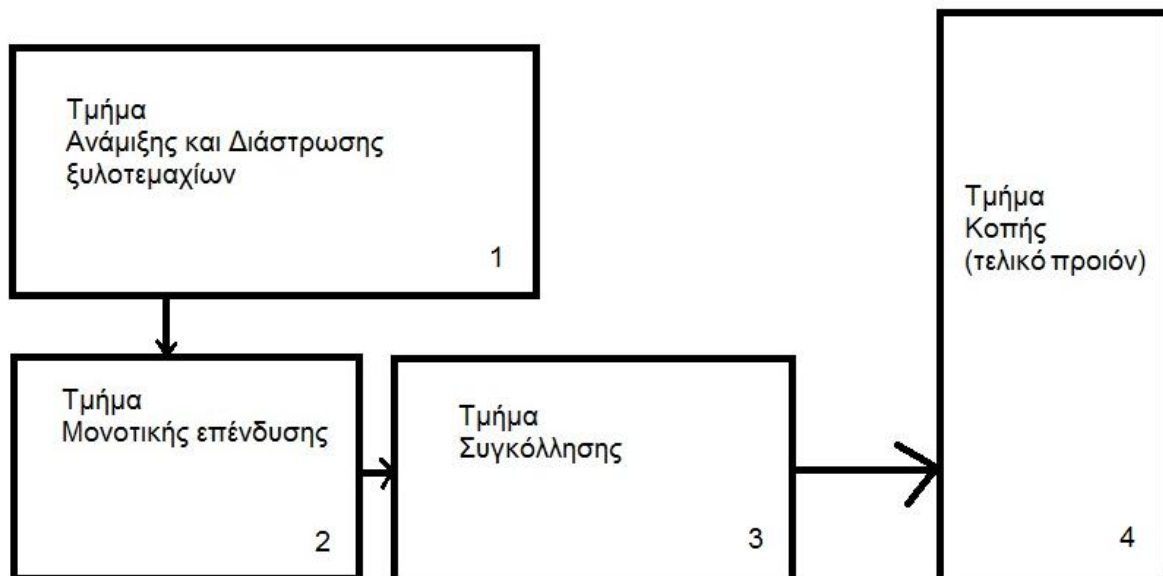 Τμήμα
Ανάμιξης και Διάστρωσης
ξυλοτεμαχίων
1
Τμήμα
Μονοτικής επένδυσης
2
Τμήμα
Συγκόλλησης
3
Τμήμα
Κοπής
(τελικό προιόν)
4